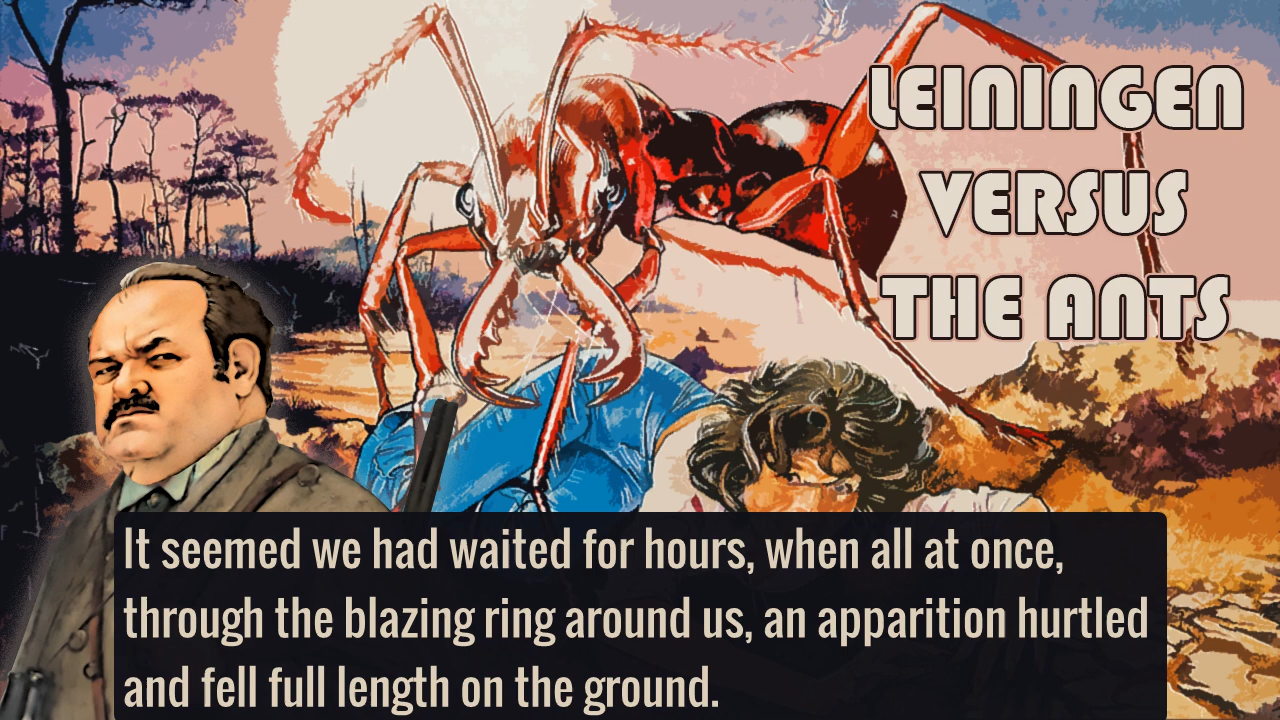 LEININGEN
VERSUS
THE ANTS
It seemed we had waited for hours, when all at once,
through the blazing ring around us, an apparition hurtled
and fell full length on the ground.